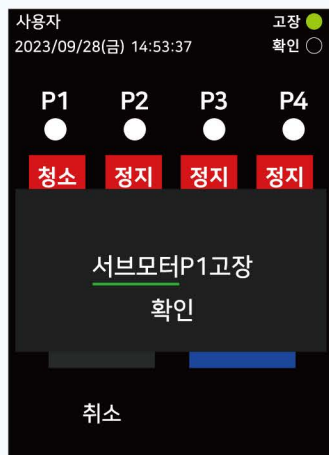 사용자 고장
2023/09/28(금) 14:53:37 확인
P1 P2 P3 P4
청소 정지 정지 정지
서브모터P1고장
확인
취소